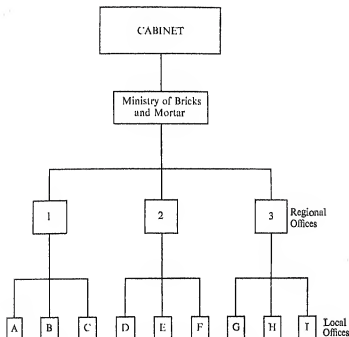 CABINET
Ministry of Bricks
and Mortar
1
2
3
Regional
Offices
A
B
C
D
E
F
G
H
I
Local
Offices